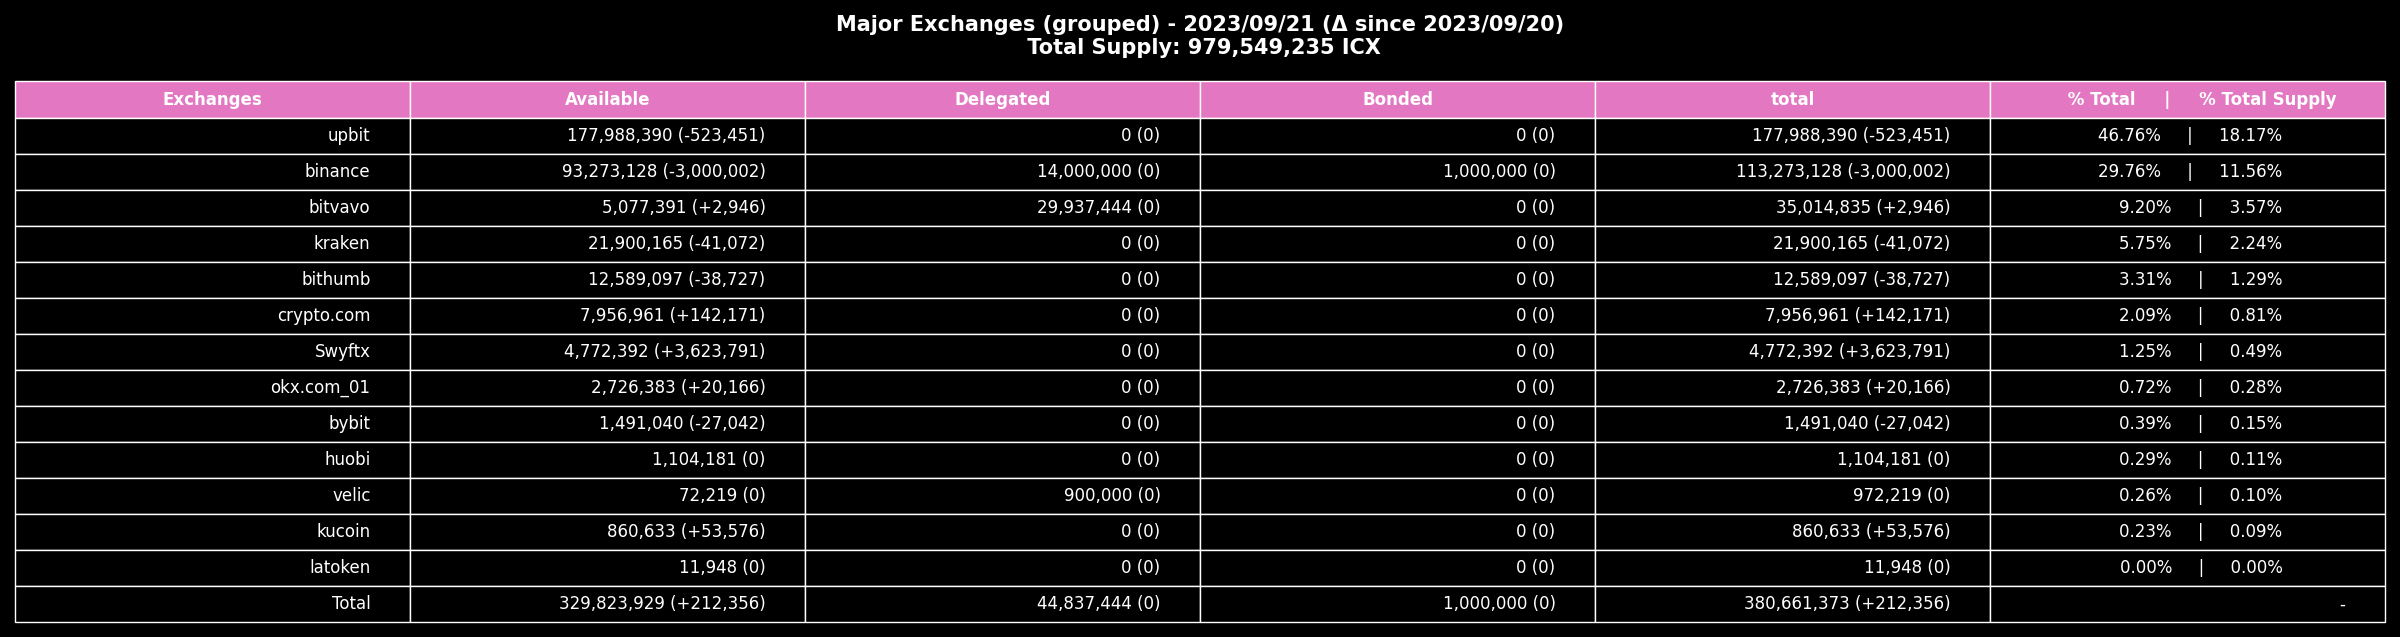 Major Exchanges (grouped) - 2023/09/21 (Δ since 2023/09/20)
Total Supply: 979,549,235 ICX
Exchanges Available Delegated Bonded total % Total | % Total Supply
upbit 177,988,390 (-523,451) 0 (0) 0 (0) 177,988,390 (-523,451) 46.76% | 18.17%
binance 93,273,128 (-3,000,002) 14,000,000 (0) 1,000,000 (0) 113,273,128 (-3,000,002) 29.76% | 11.56%
bitvavo 5,077,391 (+2,946) 29,937,444 (0) 0 (0) 35,014,835 (+2,946) 9.20% | 3.57%
kraken 21,900,165 (-41,072) 0 (0) 0 (0) 21,900,165 (-41,072) 5.75% | 2.24%
bithumb 12,589,097 (-38,727) 0 (0) 0 (0) 12,589,097 (-38,727) 3.31% | 1.29%
crypto.com 7,956,961 (+142,171) 0 (0) 0 (0) 7,956,961 (+142,171) 2.09% | 0.81%
Swyftx 4,772,392 (+3,623,791) 0 (0) 0 (0) 4,772,392 (+3,623,791) 1.25% | 0.49%
okx.com_01 2,726,383 (+20,166) 0 (0) 0 (0) 2,726,383 (+20,166) 0.72% | 0.28%
bybit 1,491,040 (-27,042) 0 (0) 0 (0) 1,491,040 (-27,042) 0.39% | 0.15%
huobi 1,104,181 (0) 0 (0) 0 (0) 1,104,181 (0) 0.29% | 0.11%
velic 72,219 (0) 900,000 (0) 0 (0) 972,219 (0) 0.26% | 0.10%
kucoin 860,633 (+53,576) 0 (0) 0 (0) 860,633 (+53,576) 0.23% | 0.09%
latoken 11,948 (0) 0 (0) 0 (0) 11,948 (0) 0.00% | 0.00%
Total 329,823,929 (+212,356) 44,837,444 (0) 1,000,000 (0) 380,661,373 (+212,356) -